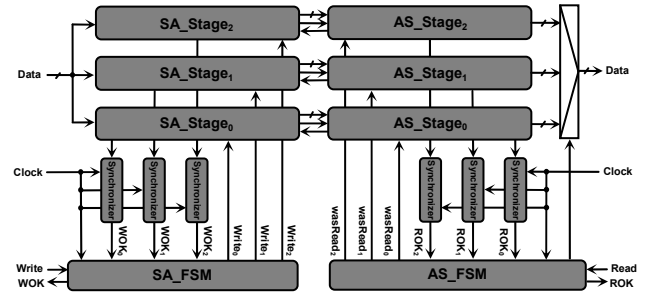 SA_Stage₂
AS_Stage₂
Data
SA_Stage₁
AS_Stage₁
Data
SA_Stage₀
AS_Stage₀
Clock
Synchronizer
Synchronizer
Synchronizer
Synchronizer
Synchronizer
Synchronizer
Clock
WOK₀
WOK₁
WOK₂
Write₀
Write₁
Write₂
wasRead₂
wasRead₁
wasRead₀
ROK₂
ROK₁
ROK₀
Write
WOK
SA_FSM
AS_FSM
Read
ROK